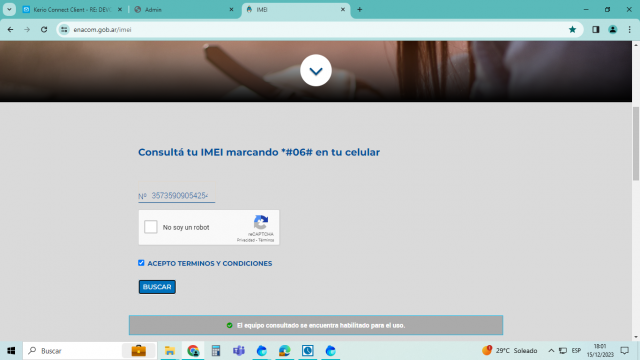 Kerio Connect Client - RE: DEVO
Admin
IMEI
enacom.gob.ar/imei
Consultá tu IMEI marcando *#06# en tu celular
Nº 3573590905425
No soy un robot
reCAPTCHA
Privacidad - Términos
ACEPTO TERMINOS Y CONDICIONES
BUSCAR
El equipo consultado se encuentra habilitado para el uso.
Buscar
29°C Soleado
ESP
18:01
15/12/2023